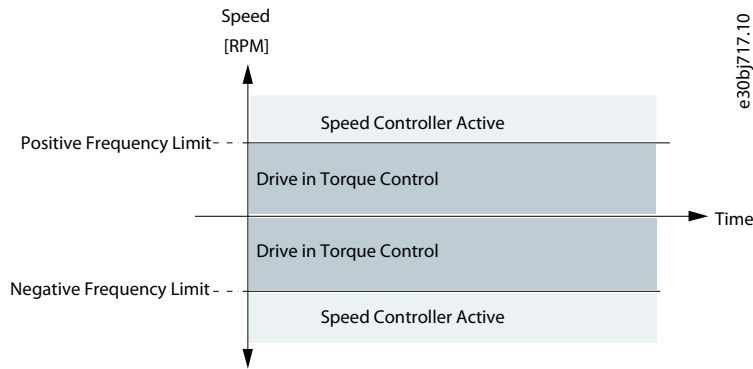 Speed
[RPM]
e30bj717.10
Speed Controller Active
Positive Frequency Limit
Drive in Torque Control
Time
Drive in Torque Control
Negative Frequency Limit
Speed Controller Active